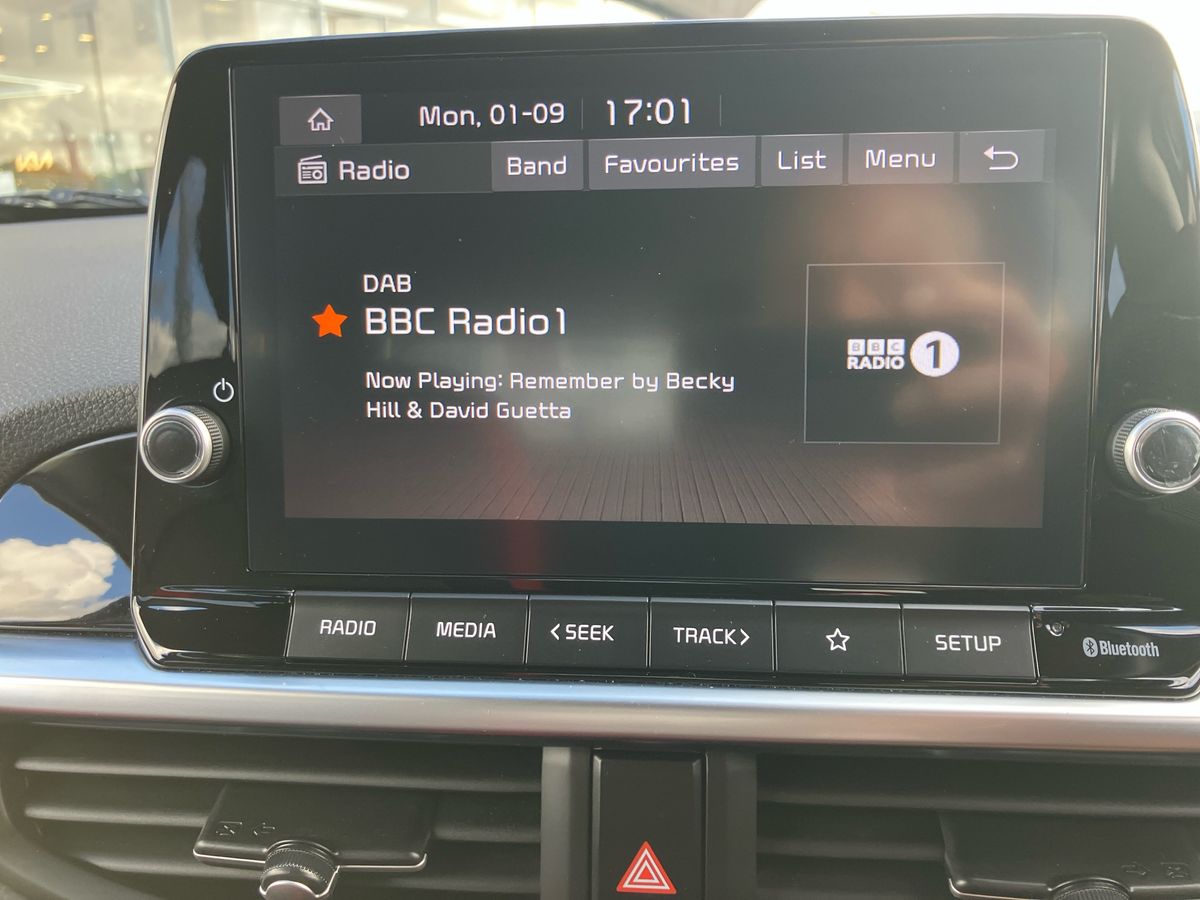 Mon, 01-09 17:01
Radio Band Favourites List Menu
DAB
BBC Radio1
BBC
RADIO 1
Now Playing: Remember by Becky
Hill & David Guetta
RADIO MEDIA <SEEK TRACK> SETUP
Bluetooth